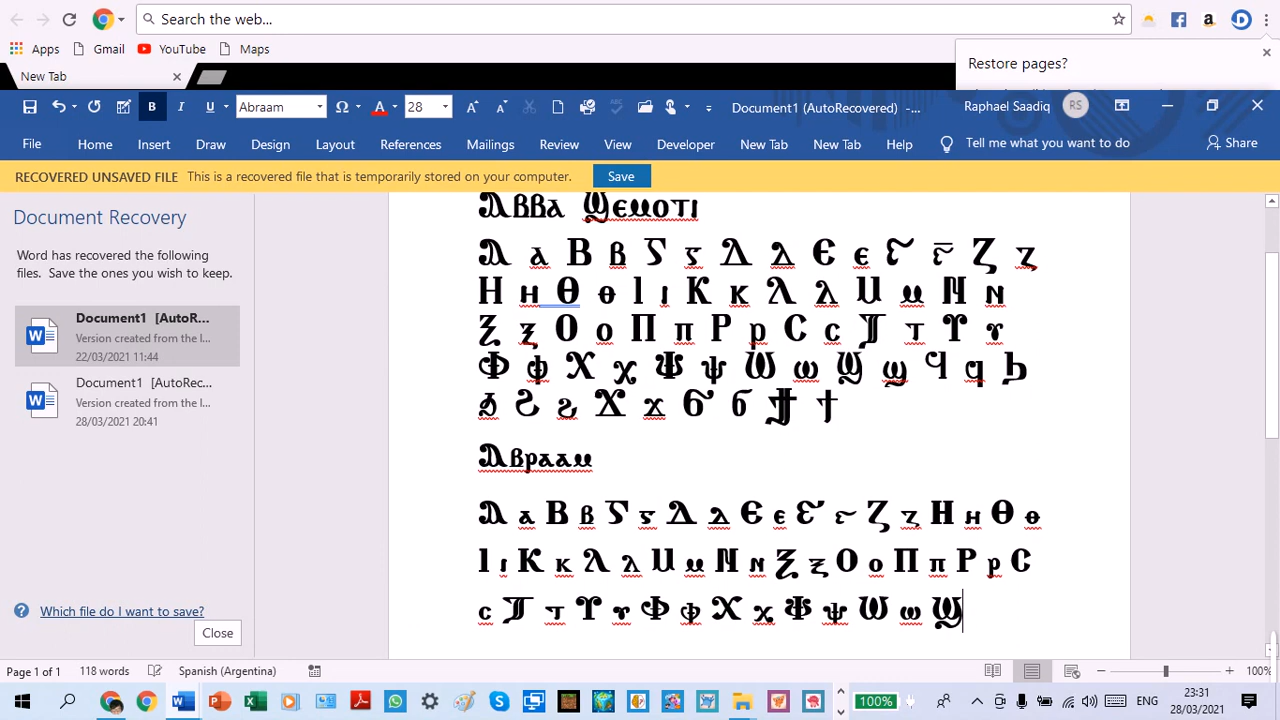 Search the web...
Apps Gmail YouTube Maps
Restore pages?
New Tab
Abraam 28 Document1 (AutoRecovered) -... Raphael Saadiq RS
File Home Insert Draw Design Layout References Mailings Review View Developer New Tab New Tab Help Tell me what you want to do Share
RECOVERED UNSAVED FILE This is a recovered file that is temporarily stored on your computer. Save
Document Recovery
Word has recovered the following
files. Save the ones you wish to keep.
Document1 [AutoR...
Version created from the l...
22/03/2021 11:44
Document1 [AutoRec...
Version created from the l...
28/03/2021 20:41
Which file do I want to save?
Close
Ⲁⲃⲃⲁ Ϣⲉⲙⲟⲧⲓ
Ⲁ ⲁ Ⲃ ⲃ Ⲅ ⲅ Ⲇ ⲇ Ⲉ ⲉ Ⲋ ⲋ Ⲍ ⲍ
Ⲏ ⲏ Ⲑ ⲑ Ⲓ ⲓ Ⲕ ⲕ Ⲗ ⲗ Ⲙ ⲙ Ⲛ ⲛ
Ⲝ ⲝ Ⲟ ⲟ Ⲡ ⲡ Ⲣ ⲣ Ⲥ ⲥ Ⲧ ⲧ Ⲩ ⲩ
Ⲫ ⲫ Ⲭ ⲭ Ⲯ ⲯ Ⲱ ⲱ Ϣ ϣ Ϥ ϥ Ϧ
ϧ Ϩ ϩ Ϫ ϫ Ϭ ϭ Ϯ ϯ
Ⲁⲃⲣⲁⲁⲙ
Ⲁ ⲁ Ⲃ ⲃ Ⲅ ⲅ Ⲇ ⲇ Ⲉ ⲉ Ⲋ ⲋ Ⲍ ⲍ Ⲏ ⲏ Ⲑ ⲑ
Ⲓ ⲓ Ⲕ ⲕ Ⲗ ⲗ Ⲙ ⲙ Ⲛ ⲛ Ⲝ ⲝ Ⲟ ⲟ Ⲡ ⲡ Ⲣ ⲣ Ⲥ
ⲥ Ⲧ ⲧ Ⲩ ⲩ Ⲫ ⲫ Ⲭ ⲭ Ⲯ ⲯ Ⲱ ⲱ Ϣ
Page 1 of 1 118 words Spanish (Argentina) 100%
100% ENG 23:31
28/03/2021